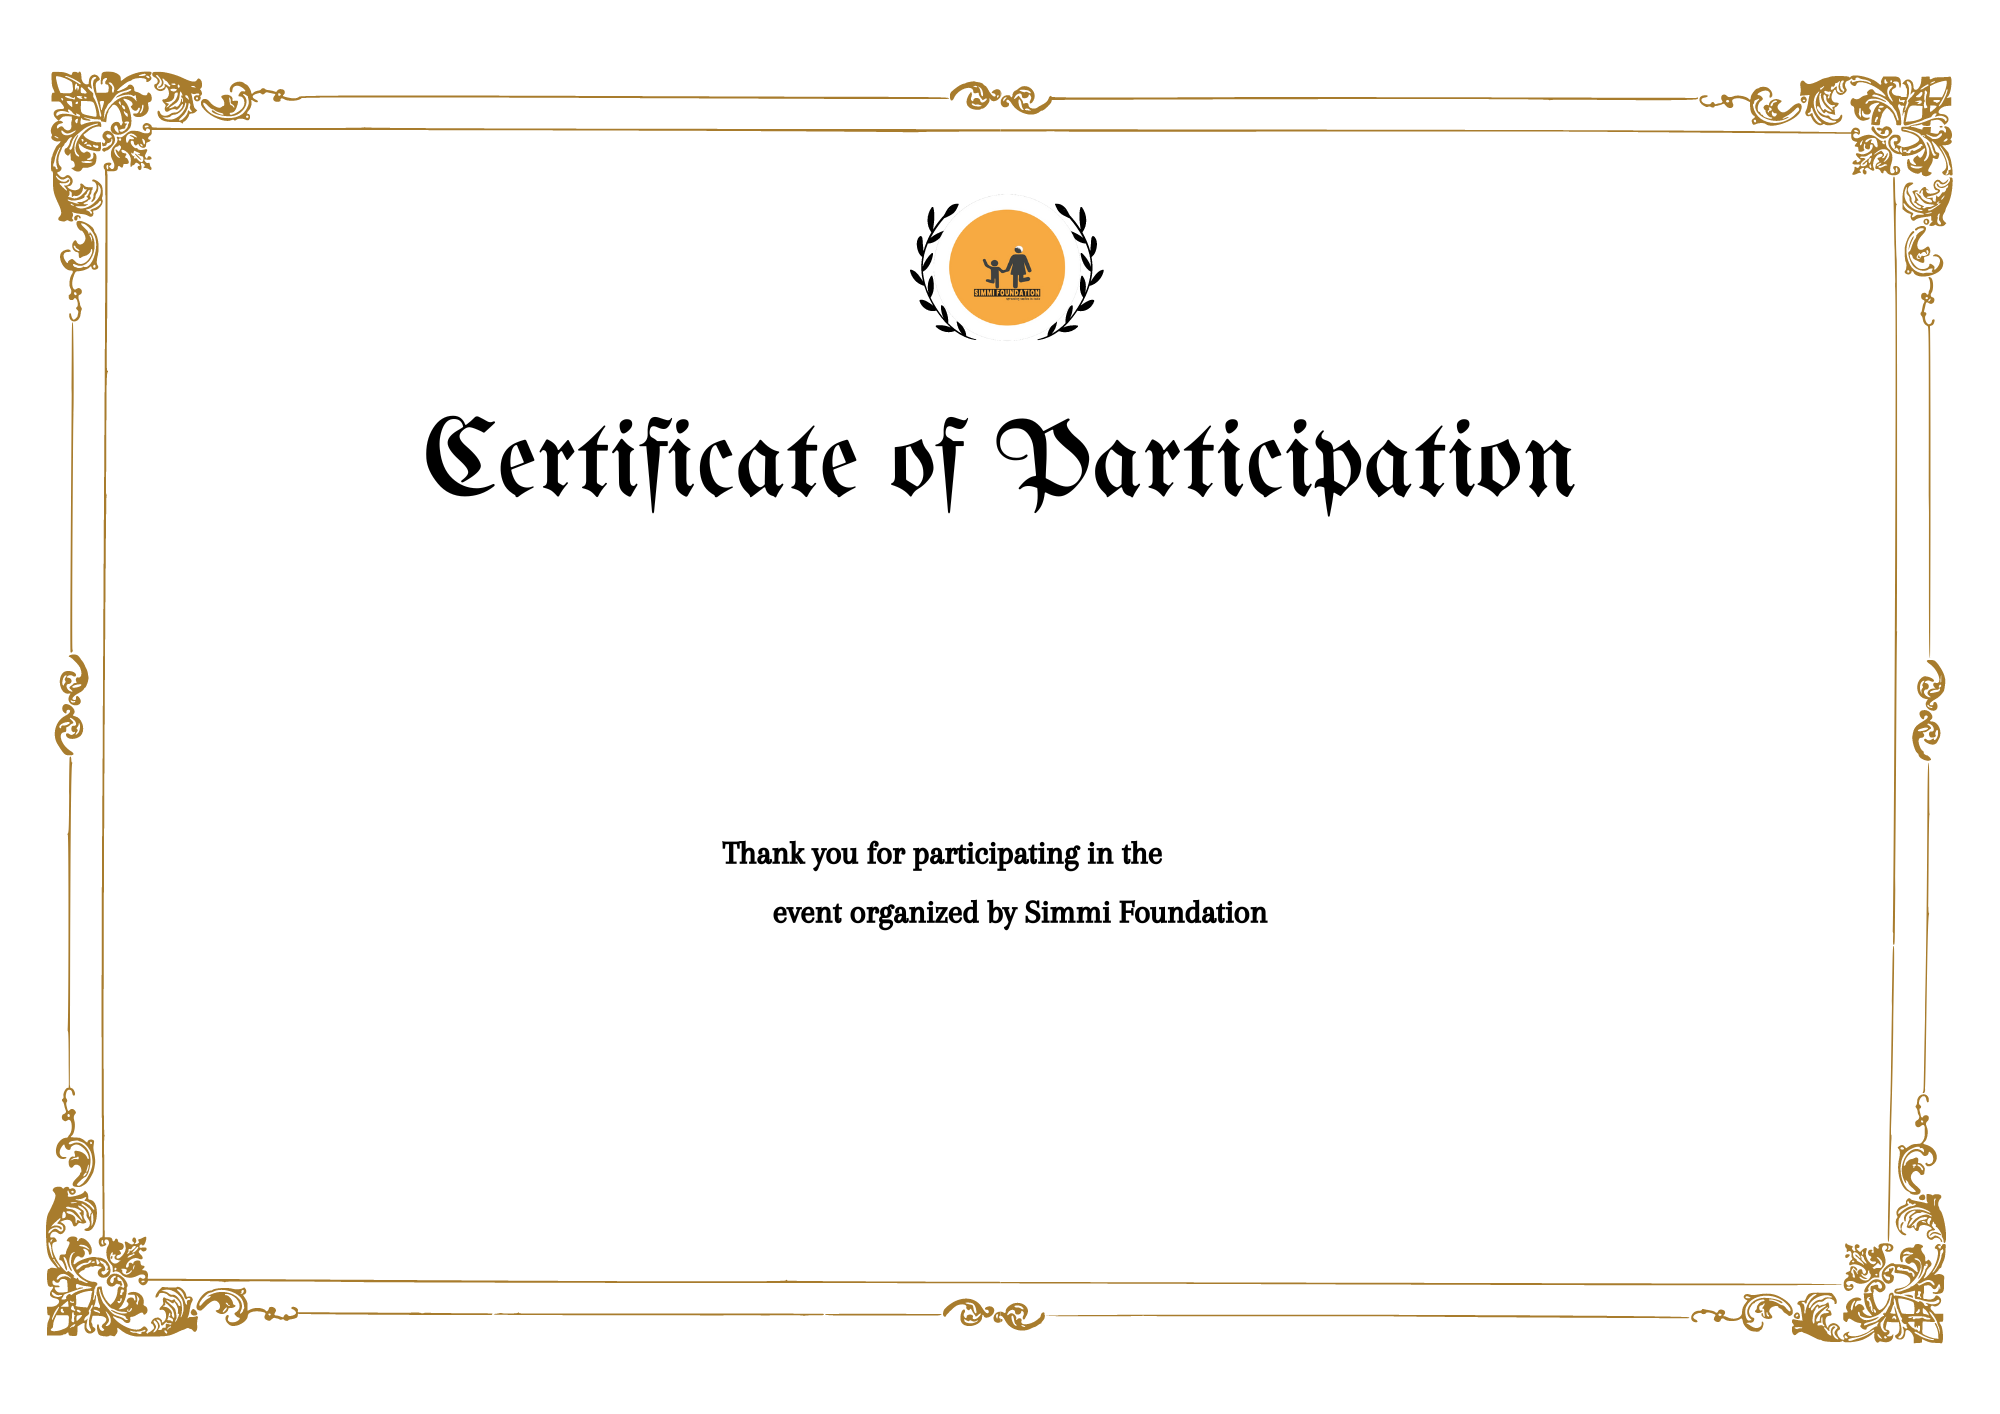 SIMMI FOUNDATION
Certificate of Participation
Thank you for participating in the
event organized by Simmi Foundation